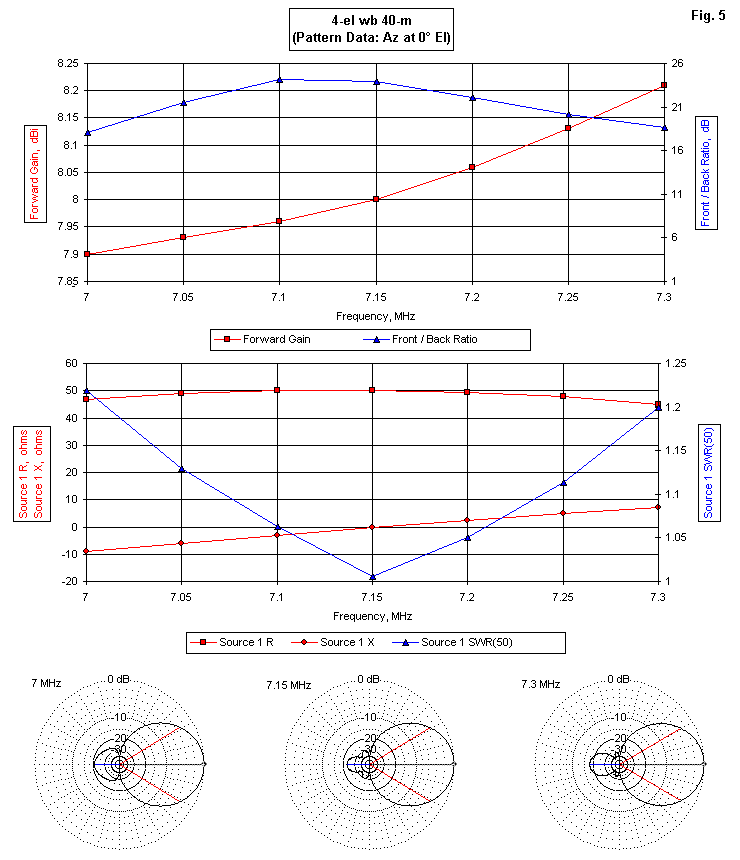 Fig. 5
4-el wb 40-m
(Pattern Data: Az at 0° El)
Forward Gain, dBi
8.25
8.2
8.15
8.1
8.05
8
7.95
7.9
7.85
26
21
16
11
6
1
Front / Back Ratio, dB
7 7.05 7.1 7.15 7.2 7.25 7.3
Frequency, MHz
Forward Gain Front / Back Ratio
Source 1 R, ohms
Source 1 X, ohms
60
50
40
30
20
10
0
-10
-20
1.25
1.2
1.15
1.1
1.05
1
Source 1 SWR(50)
7 7.05 7.1 7.15 7.2 7.25 7.3
Frequency, MHz
Source 1 R Source 1 X Source 1 SWR(50)
7 MHz
0 dB
-10
20
30
7.15 MHz
0 dB
-10
20
30
7.3 MHz
0 dB
-10
20
30